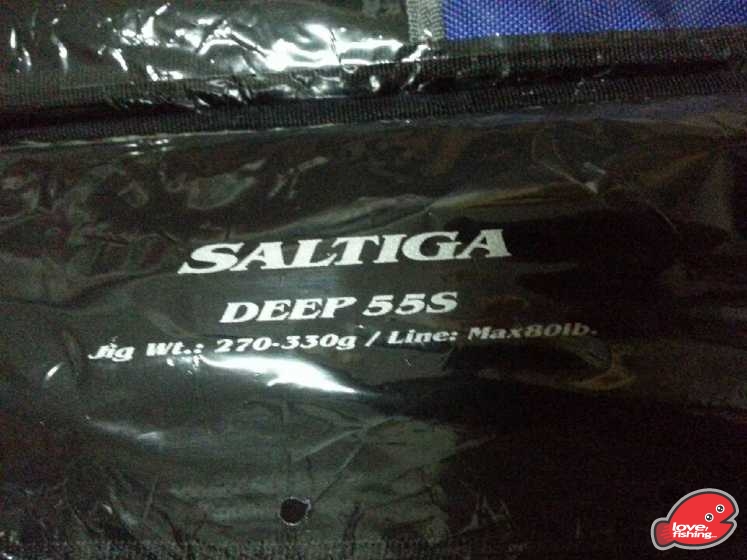 SALTIGA
DEEP 55S
Jig Wt.: 270-330g / Line: Max80lb.
love,
fishing...